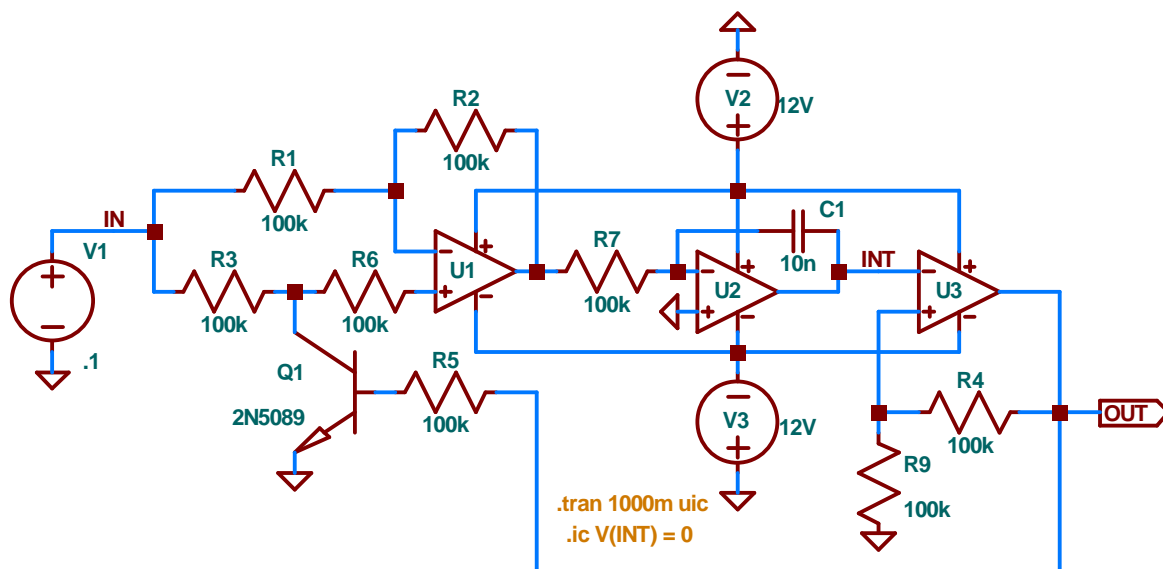 V2
12V
R2
100k
R1
100k
C1
10n
IN
V1
.1
R3
100k
R6
100k
U1
+
−
−
+
R7
100k
U2
+
−
−
+
INT
U3
+
−
−
+
Q1
2N5089
R5
100k
V3
12V
R4
100k
OUT
R9
100k
.tran 1000m uic
.ic V(INT) = 0